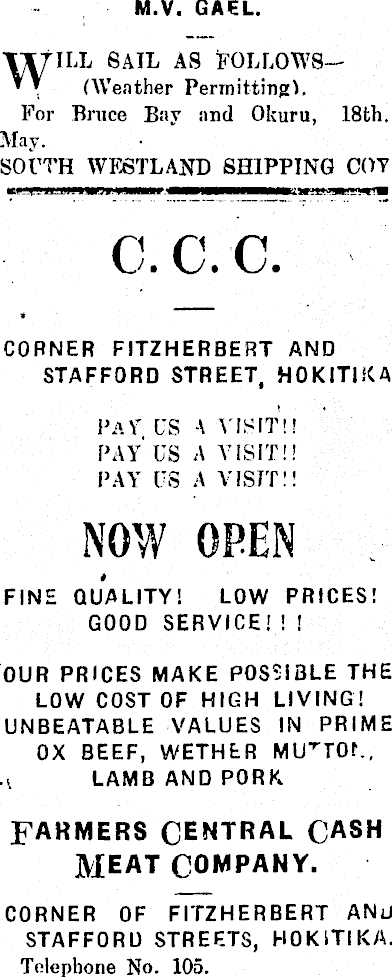 M.V. GAEL.
WILL SAIL AS FOLLOWS—
(Weather Permitting).
For Bruce Bay and Okuru, 18th.
May.
SOUTH WESTLAND SHIPPING COY
C. C. C.
CORNER FITZHERBERT AND
STAFFORD STREET, HOKITIKA
PAY US A VISIT!!
PAY US A VISIT!!
PAY US A VISIT!!
NOW OPEN
FINE QUALITY! LOW PRICES!
GOOD SERVICE!!!
OUR PRICES MAKE POSSIBLE THE
LOW COST OF HIGH LIVING!
UNBEATABLE VALUES IN PRIME
OX BEEF, WETHER MUTTON,
LAMB AND PORK
FARMERS CENTRAL CASH
MEAT COMPANY.
CORNER OF FITZHERBERT AND
STAFFORD STREETS, HOKITIKA.
Telephone No. 105.